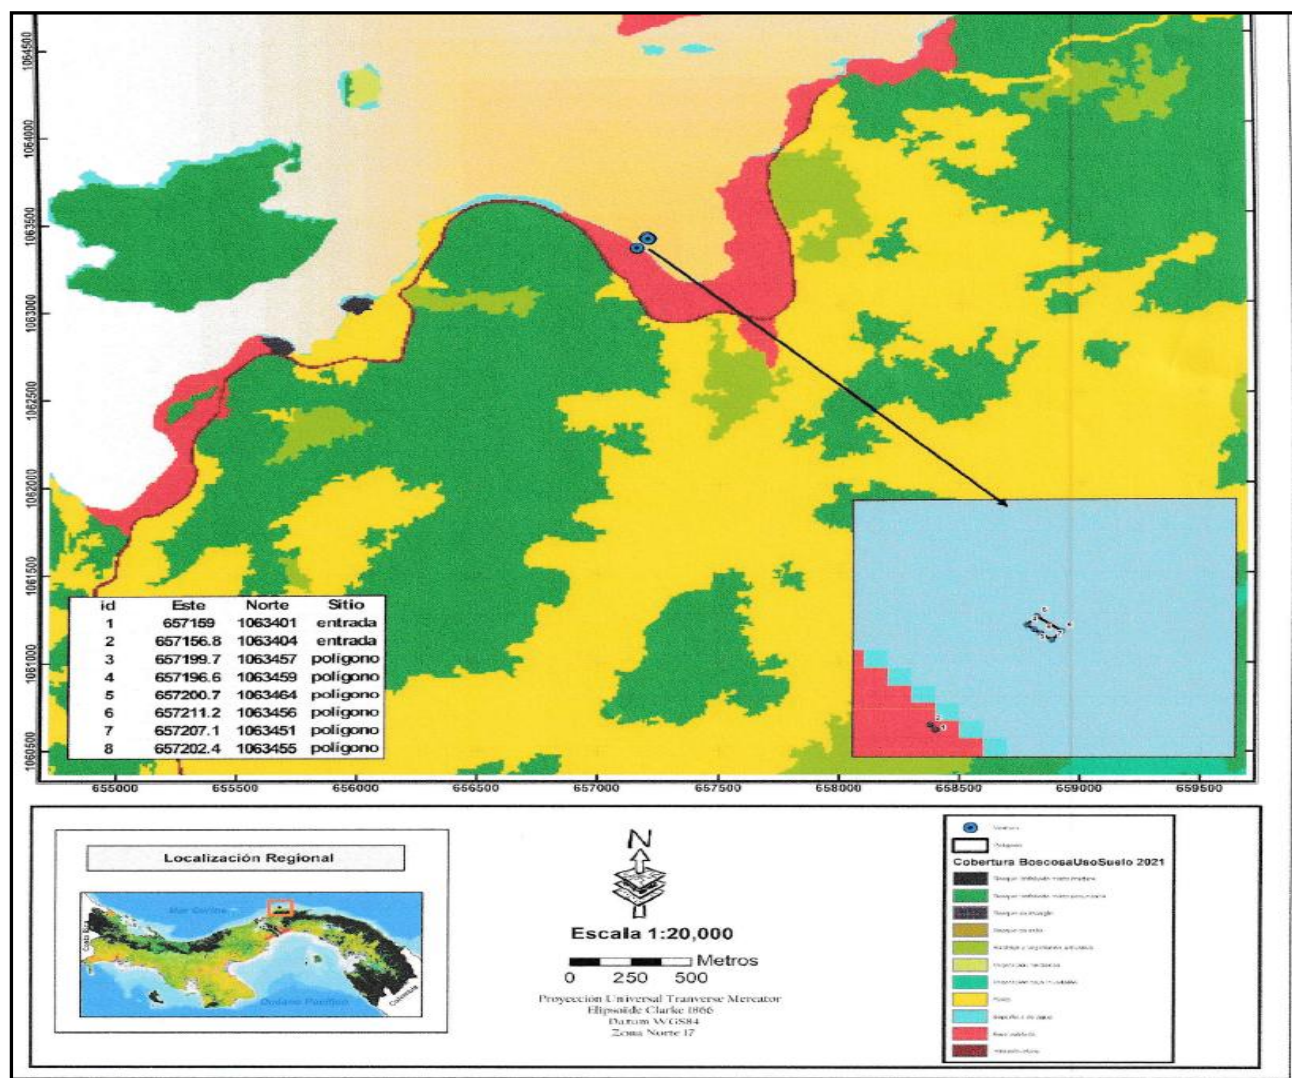 1064500
1064000
1063500
1063000
1062500
1062000
1061500
1061000
1060500
id Este Norte Sitio
1 657159 1063401 entrada
2 657156.8 1063404 entrada
3 657199.7 1063457 polígono
4 657196.6 1063459 polígono
5 657200.7 1063464 polígono
6 657211.2 1063456 polígono
7 657207.1 1063451 polígono
8 657202.4 1063455 polígono
655000 655500 656000 656500 657000 657500 658000 658500 659000 659500
Localización Regional
Mar Caribe
Costa Rica
Océano Pacífico
Colombia
N
Escala 1:20,000
Metros
0 250 500
Proyección Universal Tranverse Mercator
Elipsoide Clarke 1866
Datum WGS84
Zona Norte 17
Cobertura BoscosaUsoSuelo 2021